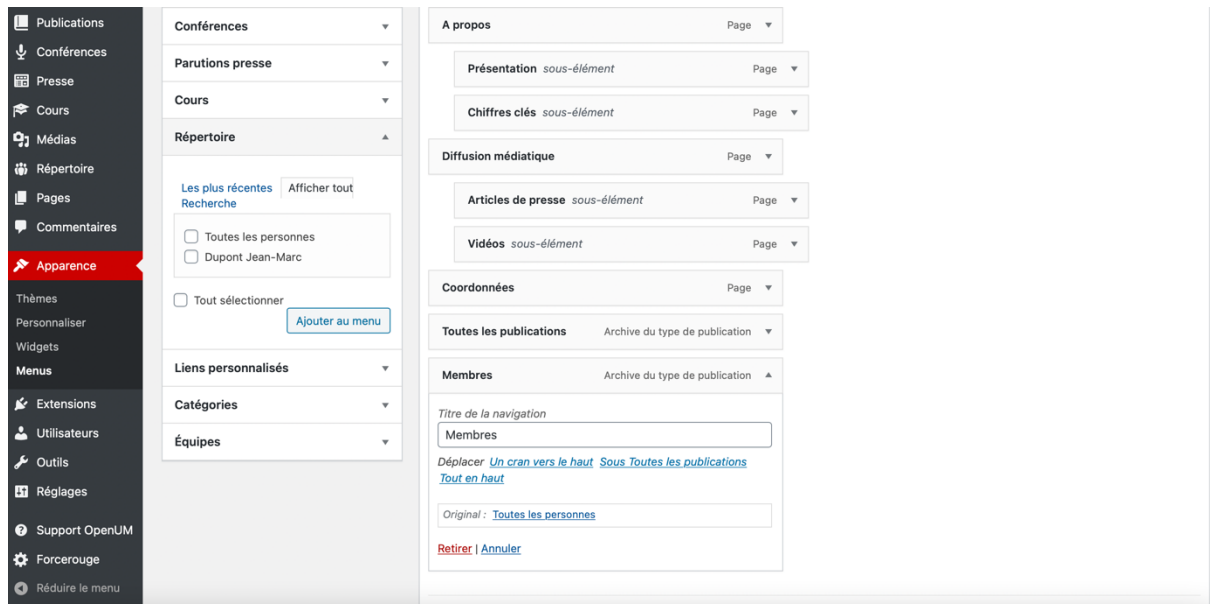 Publications
Conférences
Presse
Cours
Médias
Répertoire
Pages
Commentaires
Apparence
Thèmes
Personnaliser
Widgets
Menus
Extensions
Utilisateurs
Outils
Réglages
Support OpenUM
Forcerouge
Réduire le menu
Conférences
Parutions presse
Cours
Répertoire
Les plus récentes Afficher tout
Recherche
Toutes les personnes
Dupont Jean-Marc
Tout sélectionner
Ajouter au menu
Liens personnalisés
Catégories
Équipes
A propos Page
Présentation sous-élément Page
Chiffres clés sous-élément Page
Diffusion médiatique Page
Articles de presse sous-élément Page
Vidéos sous-élément Page
Coordonnées Page
Toutes les publications Archive du type de publication
Membres Archive du type de publication
Titre de la navigation
Membres
Déplacer Un cran vers le haut Sous Toutes les publications
Tout en haut
Original : Toutes les personnes
Retirer | Annuler